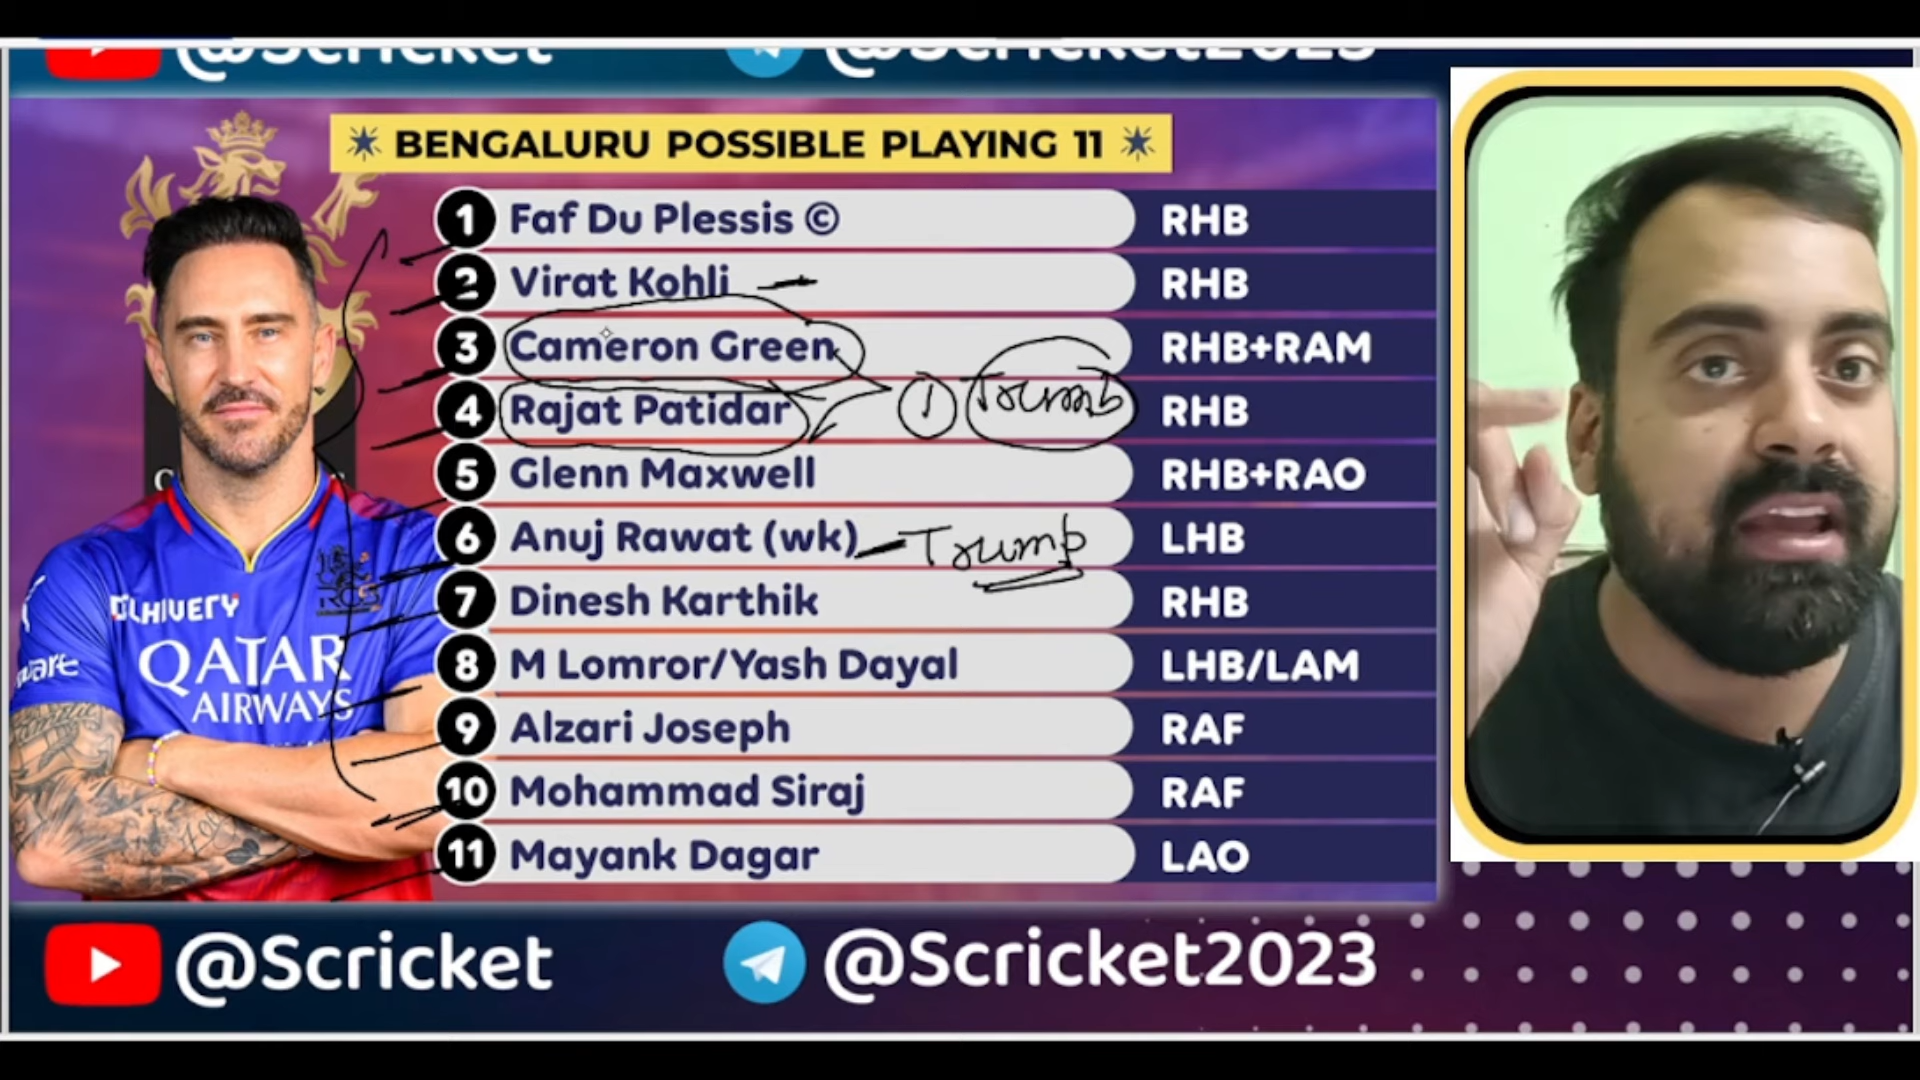 @Scricket @Scricket2023
BENGALURU POSSIBLE PLAYING 11
1 Faf Du Plessis © RHB
2 Virat Kohli RHB
3 Cameron Green RHB+RAM
4 Rajat Patidar 1 Trump RHB
5 Glenn Maxwell RHB+RAO
6 Anuj Rawat (wk) Trump LHB
7 Dinesh Karthik RHB
8 M Lomror/Yash Dayal LHB/LAM
9 Alzari Joseph RAF
10 Mohammad Siraj RAF
11 Mayank Dagar LAO
QATAR
AIRWAYS
@Scricket @Scricket2023